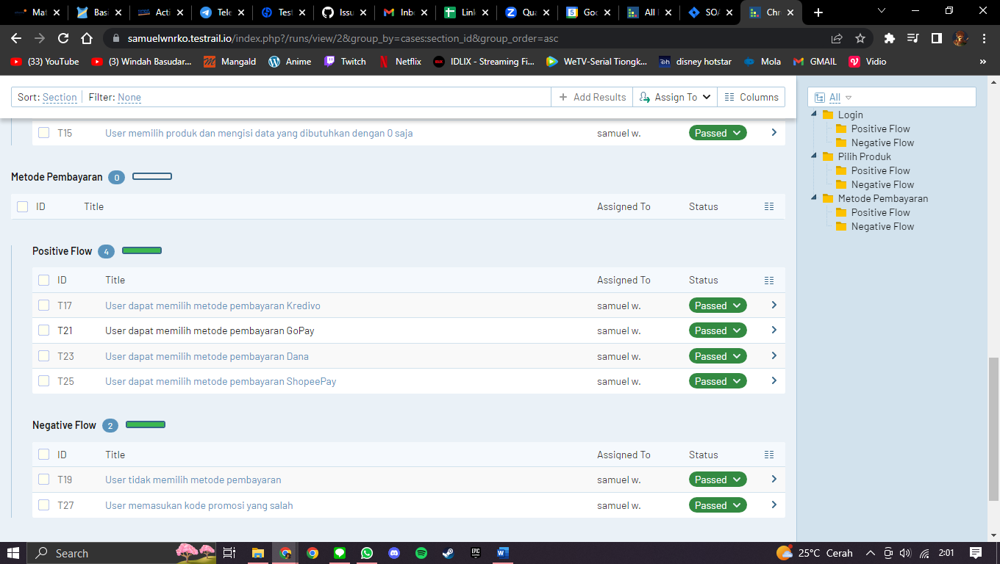 Mat
Bas
Acti
Tele
Test
Issu
Inb
Link
Qua
Goo
All
SOA
Chr
samuelwnrko.testrail.io/index.php?/runs/view/2&group_by=cases:section_id&group_order=asc
(33) YouTube
(3) Windah Basudar...
Mangald
Anime
Twitch
Netflix
IDLIX - Streaming Fi...
WeTV-Serial Tiongk...
disney hotstar
Mola
GMAIL
Vidio
»
Sort: Section Filter: None
+ Add Results
Assign To
Columns
T15 User memilih produk dan mengisi data yang dibutuhkan dengan 0 saja samuel w. Passed
Metode Pembayaran 0
ID Title Assigned To Status
Positive Flow 4
ID Title Assigned To Status
T17 User dapat memilih metode pembayaran Kredivo samuel w. Passed
T21 User dapat memilih metode pembayaran GoPay samuel w. Passed
T23 User dapat memilih metode pembayaran Dana samuel w. Passed
T25 User dapat memilih metode pembayaran ShopeePay samuel w. Passed
Negative Flow 2
ID Title Assigned To Status
T19 User tidak memilih metode pembayaran samuel w. Passed
T27 User memasukan kode promosi yang salah samuel w. Passed
All
Login
Positive Flow
Negative Flow
Pilih Produk
Positive Flow
Negative Flow
Metode Pembayaran
Positive Flow
Negative Flow
Search
25°C Cerah
2:01